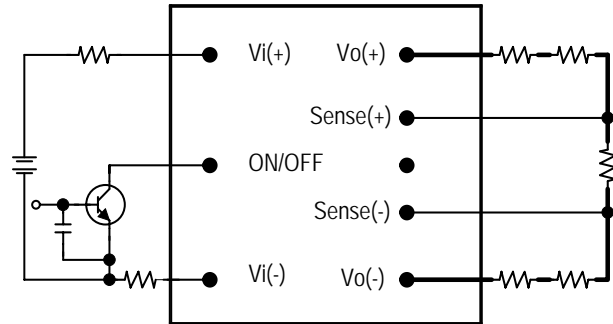 Vi(+) Vo(+)
Sense(+)
ON/OFF
Sense(-)
Vi(-) Vo(-)